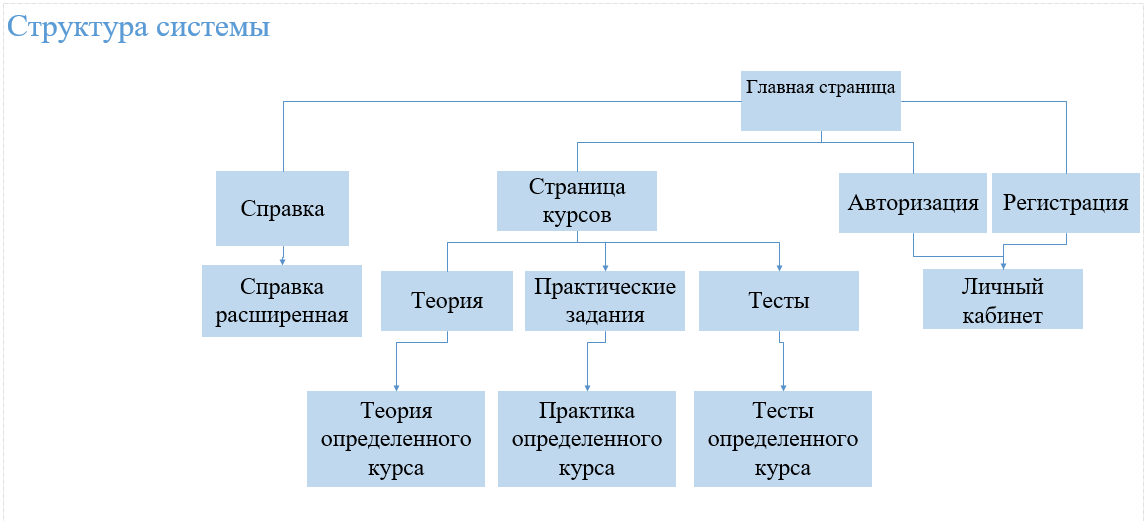 Структура системы
Главная страница
Справка
Страница
курсов
Авторизация
Регистрация
Справка
расширенная
Теория
Практические
задания
Тесты
Личный
кабинет
Теория
определенного
курса
Практика
определенного
курса
Тесты
определенного
курса